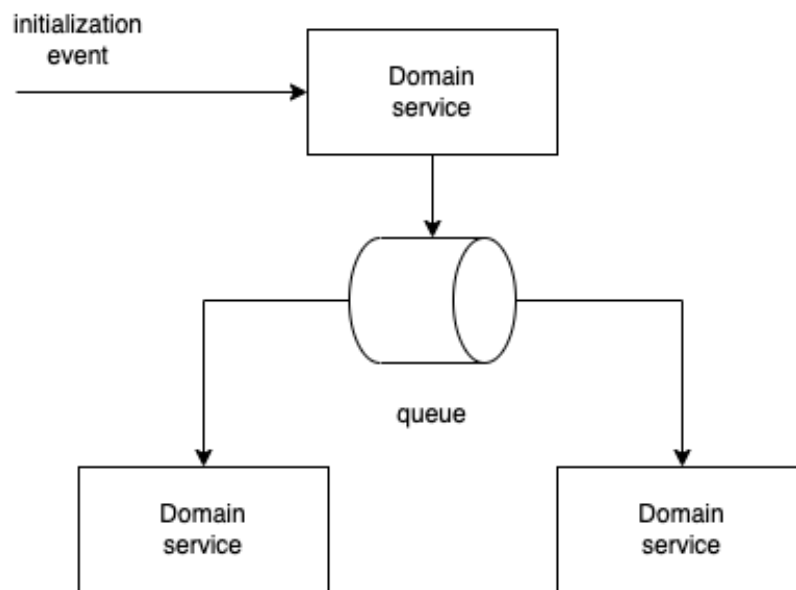 initialization
event
Domain
service
queue
Domain
service
Domain
service